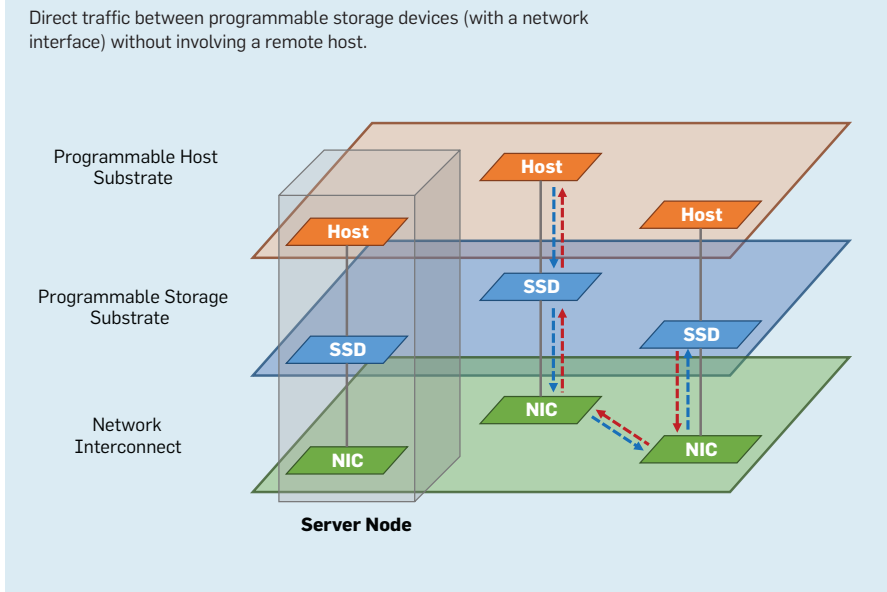 Direct traffic between programmable storage devices (with a network
interface) without involving a remote host.
Programmable Host
Substrate
Host
Host
Host
Programmable Storage
Substrate
SSD
SSD
SSD
Network
Interconnect
NIC
NIC
NIC
Server Node